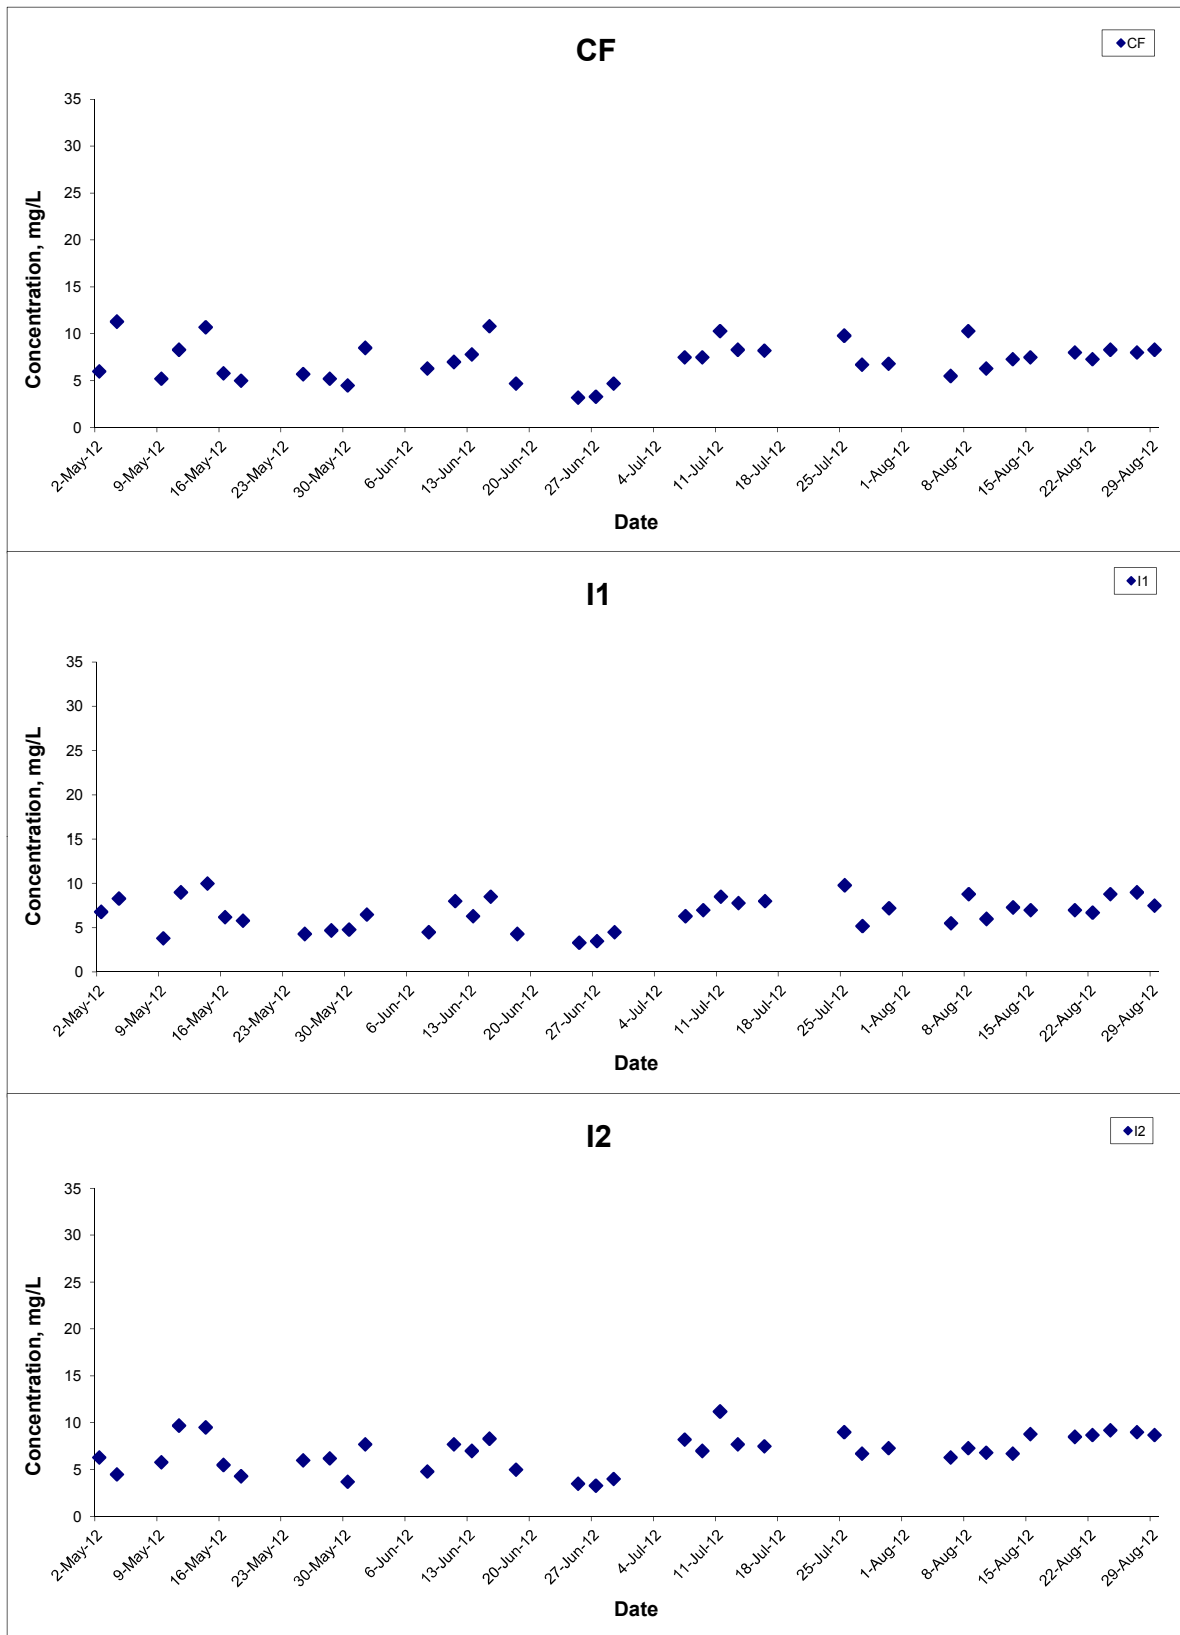 CF
CF
35
30
25
20
15
10
5
0
Concentration, mg/L
2-May-12
9-May-12
16-May-12
23-May-12
30-May-12
6-Jun-12
13-Jun-12
20-Jun-12
27-Jun-12
4-Jul-12
11-Jul-12
18-Jul-12
25-Jul-12
1-Aug-12
8-Aug-12
15-Aug-12
22-Aug-12
29-Aug-12
Date
I1
I1
35
30
25
20
15
10
5
0
Concentration, mg/L
2-May-12
9-May-12
16-May-12
23-May-12
30-May-12
6-Jun-12
13-Jun-12
20-Jun-12
27-Jun-12
4-Jul-12
11-Jul-12
18-Jul-12
25-Jul-12
1-Aug-12
8-Aug-12
15-Aug-12
22-Aug-12
29-Aug-12
Date
I2
I2
35
30
25
20
15
10
5
0
Concentration, mg/L
2-May-12
9-May-12
16-May-12
23-May-12
30-May-12
6-Jun-12
13-Jun-12
20-Jun-12
27-Jun-12
4-Jul-12
11-Jul-12
18-Jul-12
25-Jul-12
1-Aug-12
8-Aug-12
15-Aug-12
22-Aug-12
29-Aug-12
Date